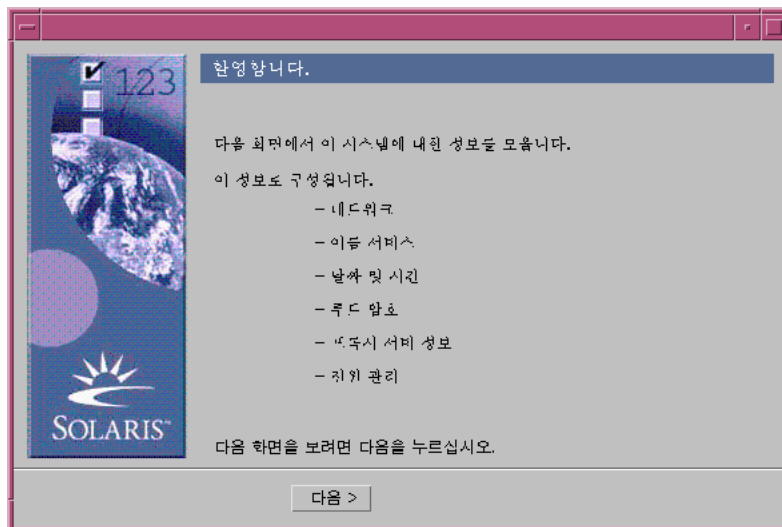 123
환영합니다.
다음 화면에서 이 시스템에 대한 정보를 모읍니다.
이 정보로 구성됩니다.
– 네트워크
– 이름 서비스
– 날짜 및 시간
– 루트 암호
– 프록시 서버 정보
– 전원 관리
SOLARIS™
다음 화면을 보려면 다음을 누르십시오.
다음 >